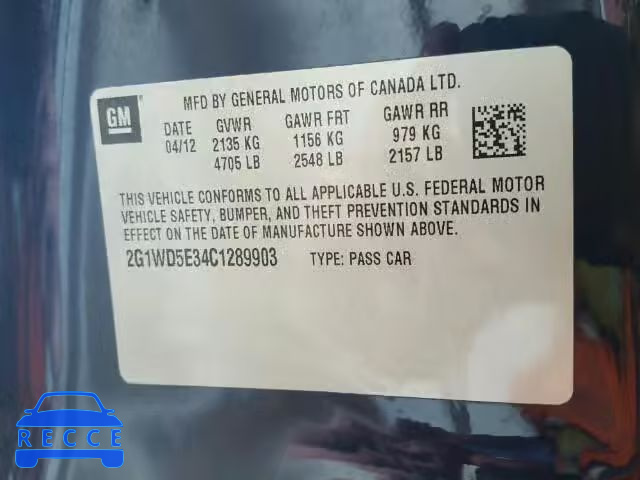 GM
MFD BY GENERAL MOTORS OF CANADA LTD.
DATE GVWR GAWR FRT GAWR RR
04/12 2135 KG 1156 KG 979 KG
4705 LB 2548 LB 2157 LB
THIS VEHICLE CONFORMS TO ALL APPLICABLE U.S. FEDERAL MOTOR
VEHICLE SAFETY, BUMPER, AND THEFT PREVENTION STANDARDS IN
EFFECT ON THE DATE OF MANUFACTURE SHOWN ABOVE.
2G1WD5E34C1289903 TYPE: PASS CAR
RECCE